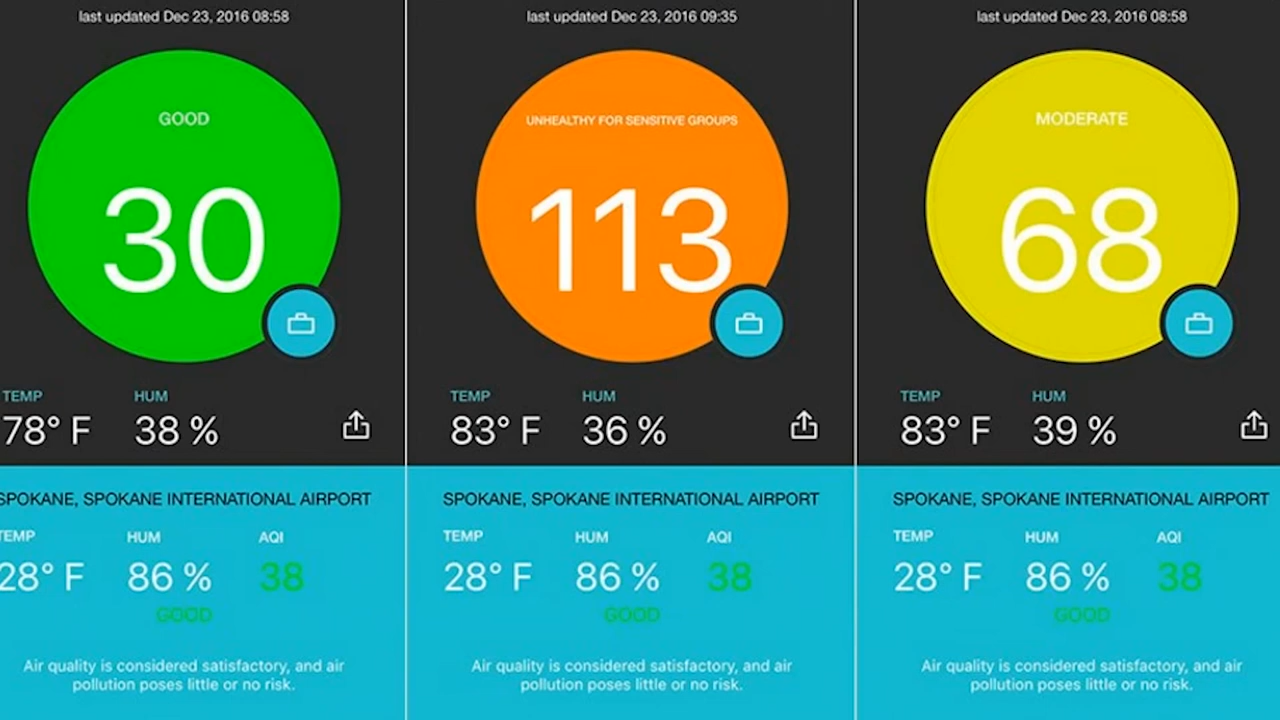 last updated Dec 23, 2016 08:58
GOOD
30
TEMP HUM
78° F 38 %
SPOKANE, SPOKANE INTERNATIONAL AIRPORT
TEMP HUM AQI
28° F 86 % 38
GOOD
Air quality is considered satisfactory, and air
pollution poses little or no risk.
last updated Dec 23, 2016 09:35
UNHEALTHY FOR SENSITIVE GROUPS
113
TEMP HUM
83° F 36 %
SPOKANE, SPOKANE INTERNATIONAL AIRPORT
TEMP HUM AQI
28° F 86 % 38
GOOD
Air quality is considered satisfactory, and air
pollution poses little or no risk.
last updated Dec 23, 2016 08:58
MODERATE
68
TEMP HUM
83° F 39 %
SPOKANE, SPOKANE INTERNATIONAL AIRPORT
TEMP HUM AQI
28° F 86 % 38
GOOD
Air quality is considered satisfactory, and air
pollution poses little or no risk.